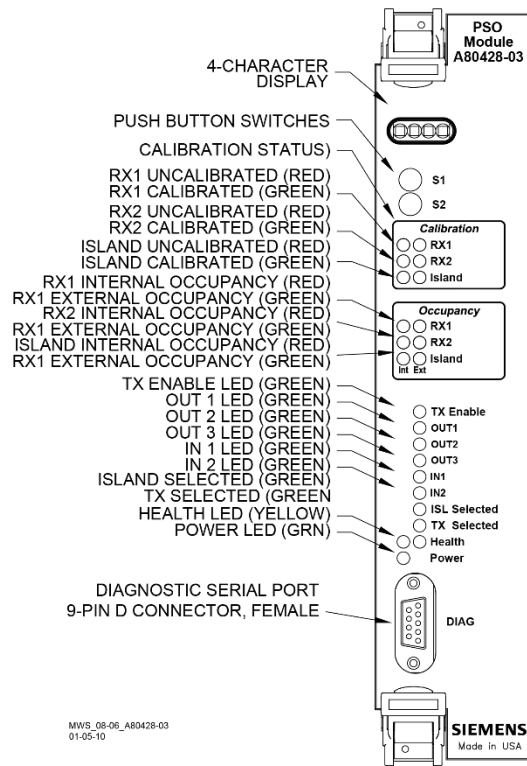 PSO
Module
A80428-03
4-CHARACTER
DISPLAY
PUSH BUTTON SWITCHES
CALIBRATION STATUS)
RX1 UNCALIBRATED (RED)
RX1 CALIBRATED (GREEN)
RX2 UNCALIBRATED (RED)
RX2 CALIBRATED (GREEN)
ISLAND UNCALIBRATED (RED)
ISLAND CALIBRATED (GREEN)
RX1 INTERNAL OCCUPANCY (RED)
RX1 EXTERNAL OCCUPANCY (GREEN)
RX2 INTERNAL OCCUPANCY (RED)
RX1 EXTERNAL OCCUPANCY (GREEN)
ISLAND INTERNAL OCCUPANCY (RED)
RX1 EXTERNAL OCCUPANCY (GREEN)
TX ENABLE LED (GREEN)
OUT 1 LED (GREEN)
OUT 2 LED (GREEN)
OUT 3 LED (GREEN)
IN 1 LED (GREEN)
IN 2 LED (GREEN)
ISLAND SELECTED (GREEN)
TX SELECTED (GREEN
HEALTH LED (YELLOW)
POWER LED (GRN)
DIAGNOSTIC SERIAL PORT
9-PIN D CONNECTOR, FEMALE
S1
S2
Calibration
RX1
RX2
Island
Occupancy
RX1
RX2
Island
Int Ext
TX Enable
OUT1
OUT2
OUT3
IN1
IN2
ISL Selected
TX Selected
Health
Power
DIAG
SIEMENS
Made in USA
MWS_08-06_A80428-03
01-05-10